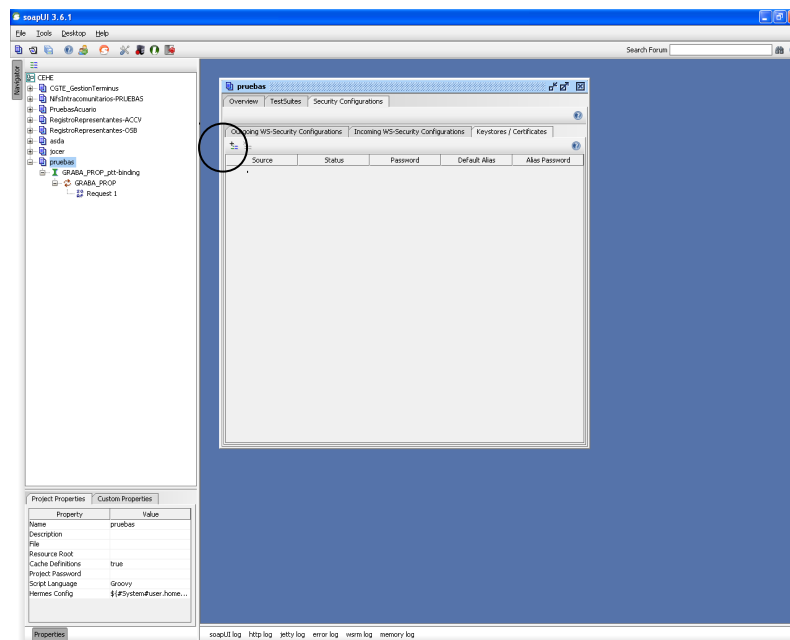 soapUI 3.6.1
File Tools Desktop Help
Search Forum
Navigator
CEHE
CGTE_GestionTerminus
NifsIntracomunitarios-PRUEBAS
PruebasAcuario
RegistroRepresentantes-ACCV
RegistroRepresentantes-OSB
asda
jocer
pruebas
GRABA_PROP_ptt-binding
GRABA_PROP
Request 1
pruebas
Overview TestSuites Security Configurations
Outgoing WS-Security Configurations Incoming WS-Security Configurations Keystores / Certificates
Source Status Password Default Alias Alias Password
Project Properties Custom Properties
Property Value
Name pruebas
Description
File
Resource Root
Cache Definitions true
Project Password
Script Language Groovy
Hermes Config ${#System#user.home...
Properties
soapUI log http log jetty log error log wsrm log memory log